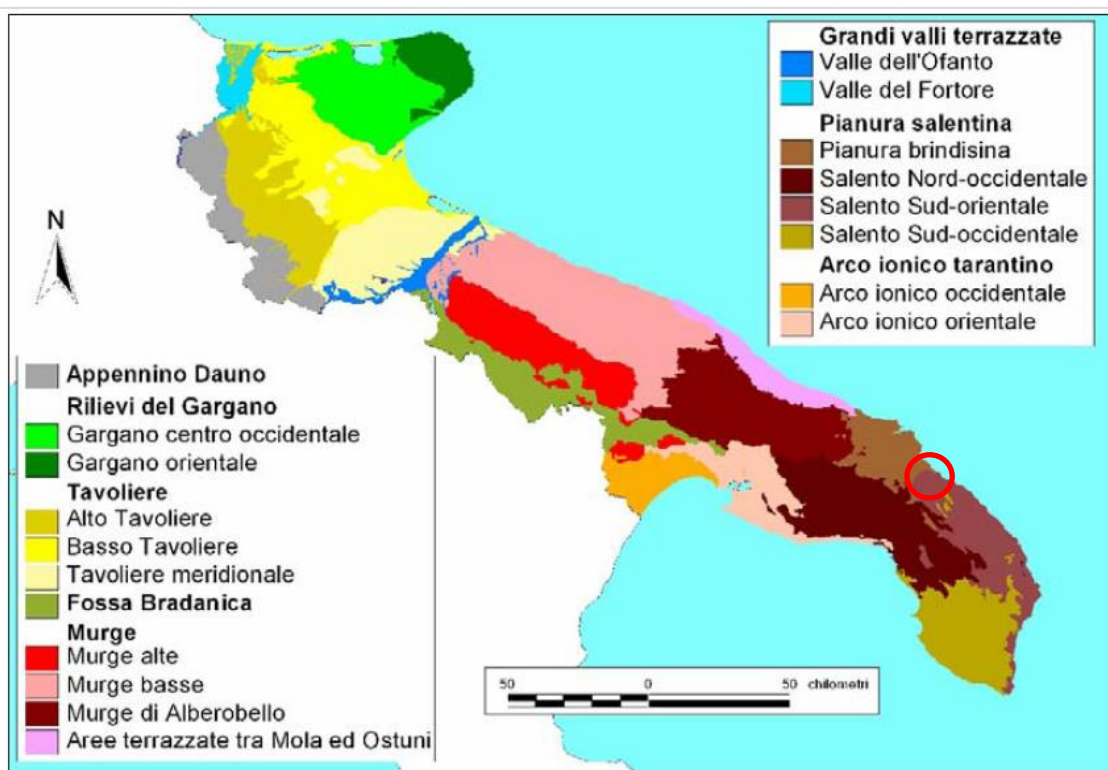 Grandi valli terrazzate
Valle dell'Ofanto
Valle del Fortore
Pianura salentina
Pianura brindisina
Salento Nord-occidentale
Salento Sud-orientale
Salento Sud-occidentale
Arco ionico tarantino
Arco ionico occidentale
Arco ionico orientale
N
Appennino Dauno
Rilievi del Gargano
Gargano centro occidentale
Gargano orientale
Tavoliere
Alto Tavoliere
Basso Tavoliere
Tavoliere meridionale
Fossa Bradanica
Murge
Murge alte
Murge basse
Murge di Alberobello
Aree terrazzate tra Mola ed Ostuni
50 0 50 chilometri